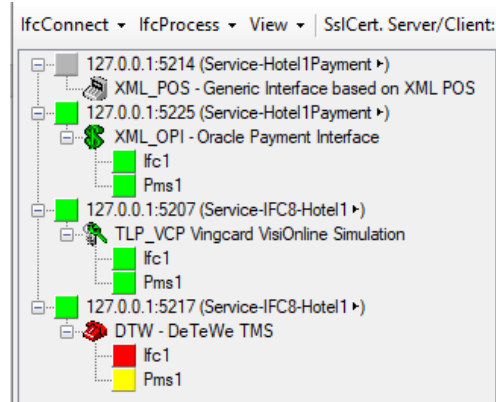 IfcConnect IfcProcess View SslCert. Server/Client:
127.0.0.1:5214 (Service-Hotel1Payment)
XML_POS - Generic Interface based on XML POS
127.0.0.1:5225 (Service-Hotel1Payment)
XML_OPI - Oracle Payment Interface
Ifc1
Pms1
127.0.0.1:5207 (Service-IFC8-Hotel1)
TLP_VCP Vingcard VisiOnline Simulation
Ifc1
Pms1
127.0.0.1:5217 (Service-IFC8-Hotel1)
DTW - DeTeWe TMS
Ifc1
Pms1